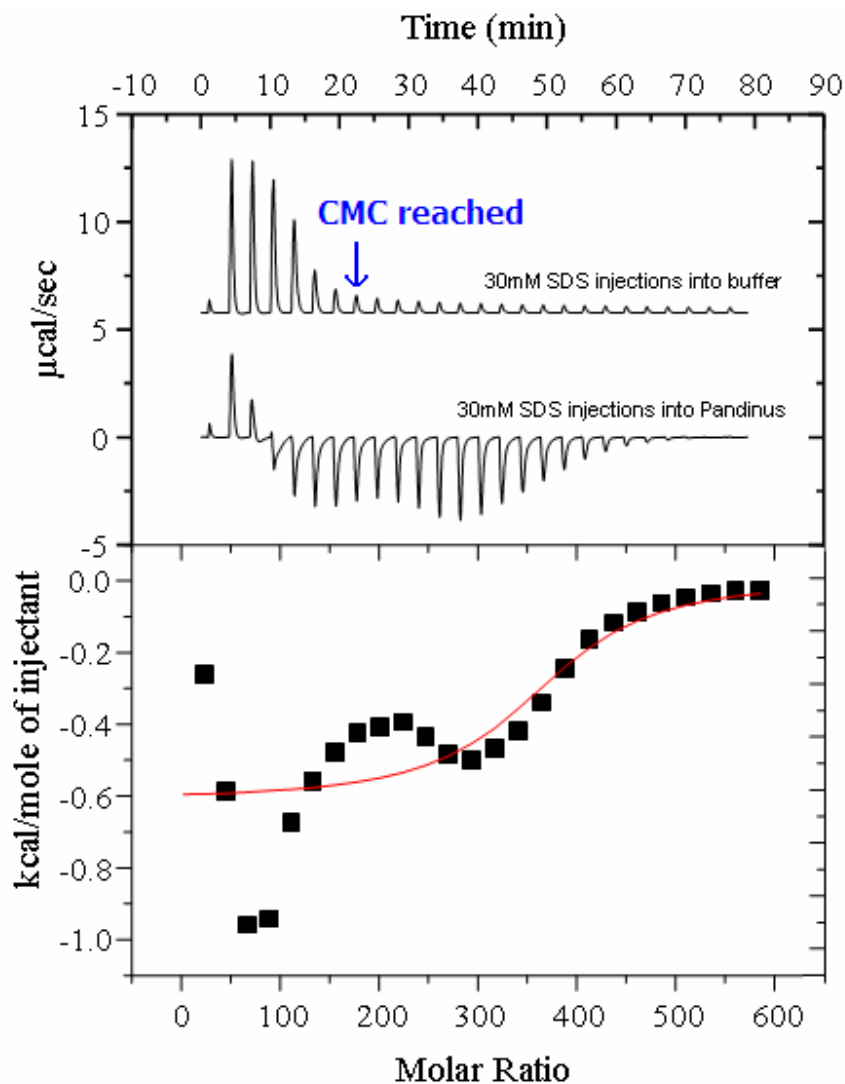 Time (min)
-10 0 10 20 30 40 50 60 70 80 90
15
10
5
0
-5
µcal/sec
CMC reached
30mM SDS injections into buffer
30mM SDS injections into Pandinus
0.0
-0.2
-0.4
-0.6
-0.8
-1.0
kcal/mole of injectant
0 100 200 300 400 500 600
Molar Ratio